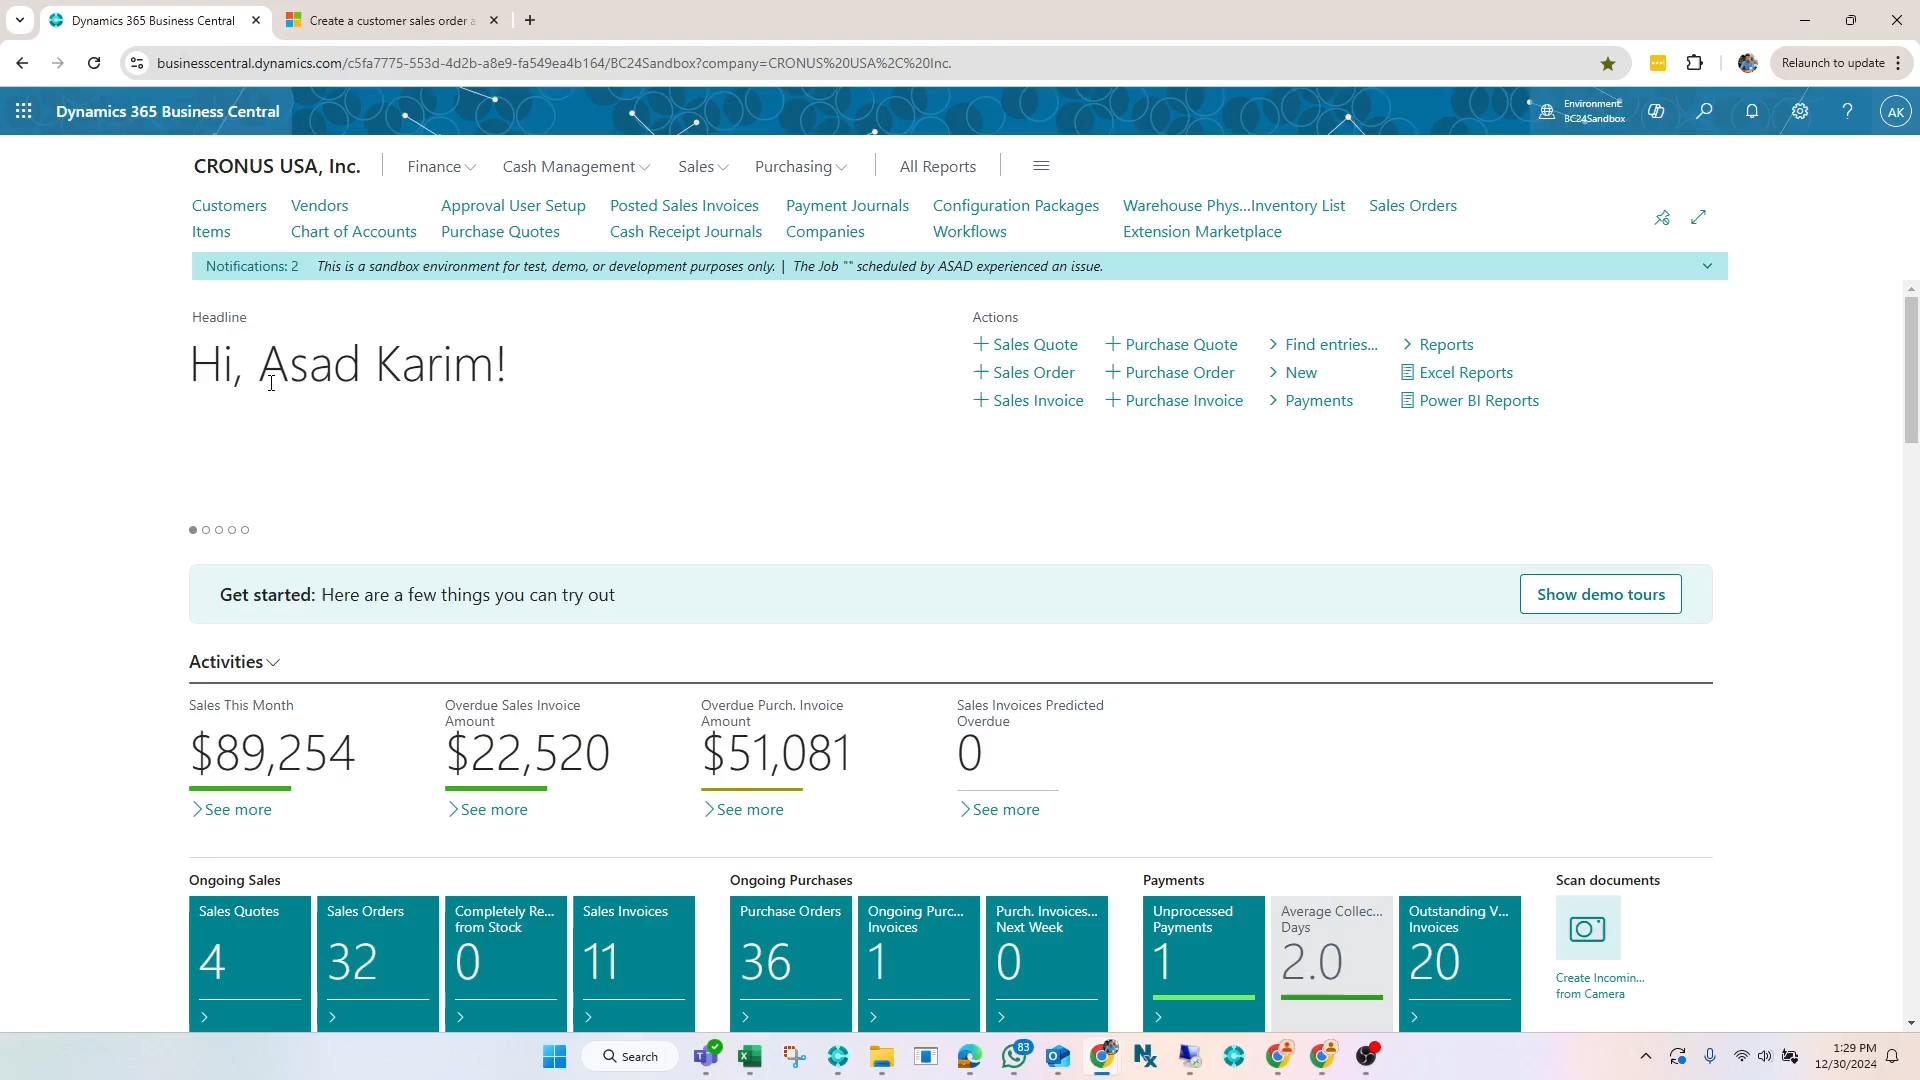 Dynamics 365 Business Central
Create a customer sales order a
businesscentral.dynamics.com/c5fa7775-553d-4d2b-a8e9-fa549ea4b164/BC24Sandbox?company=CRONUS%20USA%2C%20Inc.
Relaunch to update
Dynamics 365 Business Central
Environment:
BC24Sandbox
AK
CRONUS USA, Inc.
Finance
Cash Management
Sales
Purchasing
All Reports
Customers
Vendors
Approval User Setup
Posted Sales Invoices
Payment Journals
Configuration Packages
Warehouse Phys...Inventory List
Sales Orders
Items
Chart of Accounts
Purchase Quotes
Cash Receipt Journals
Companies
Workflows
Extension Marketplace
Notifications: 2 This is a sandbox environment for test, demo, or development purposes only. | The Job "" scheduled by ASAD experienced an issue.
Headline
Hi, Asad Karim!
Actions
+ Sales Quote
+ Purchase Quote
> Find entries...
> Reports
+ Sales Order
+ Purchase Order
> New
Excel Reports
+ Sales Invoice
+ Purchase Invoice
> Payments
Power BI Reports
Get started: Here are a few things you can try out
Show demo tours
Activities
Sales This Month
$89,254
>See more
Overdue Sales Invoice
Amount
$22,520
>See more
Overdue Purch. Invoice
Amount
$51,081
>See more
Sales Invoices Predicted
Overdue
0
>See more
Ongoing Sales
Sales Quotes
4
Sales Orders
32
Completely Re...
from Stock
0
Sales Invoices
11
Ongoing Purchases
Purchase Orders
36
Ongoing Purc...
Invoices
1
Purch. Invoices...
Next Week
0
Payments
Unprocessed
Payments
1
Average Collec...
Days
2.0
Outstanding V...
Invoices
20
Scan documents
Create Incomin...
from Camera
Search
83
1:29 PM
12/30/2024